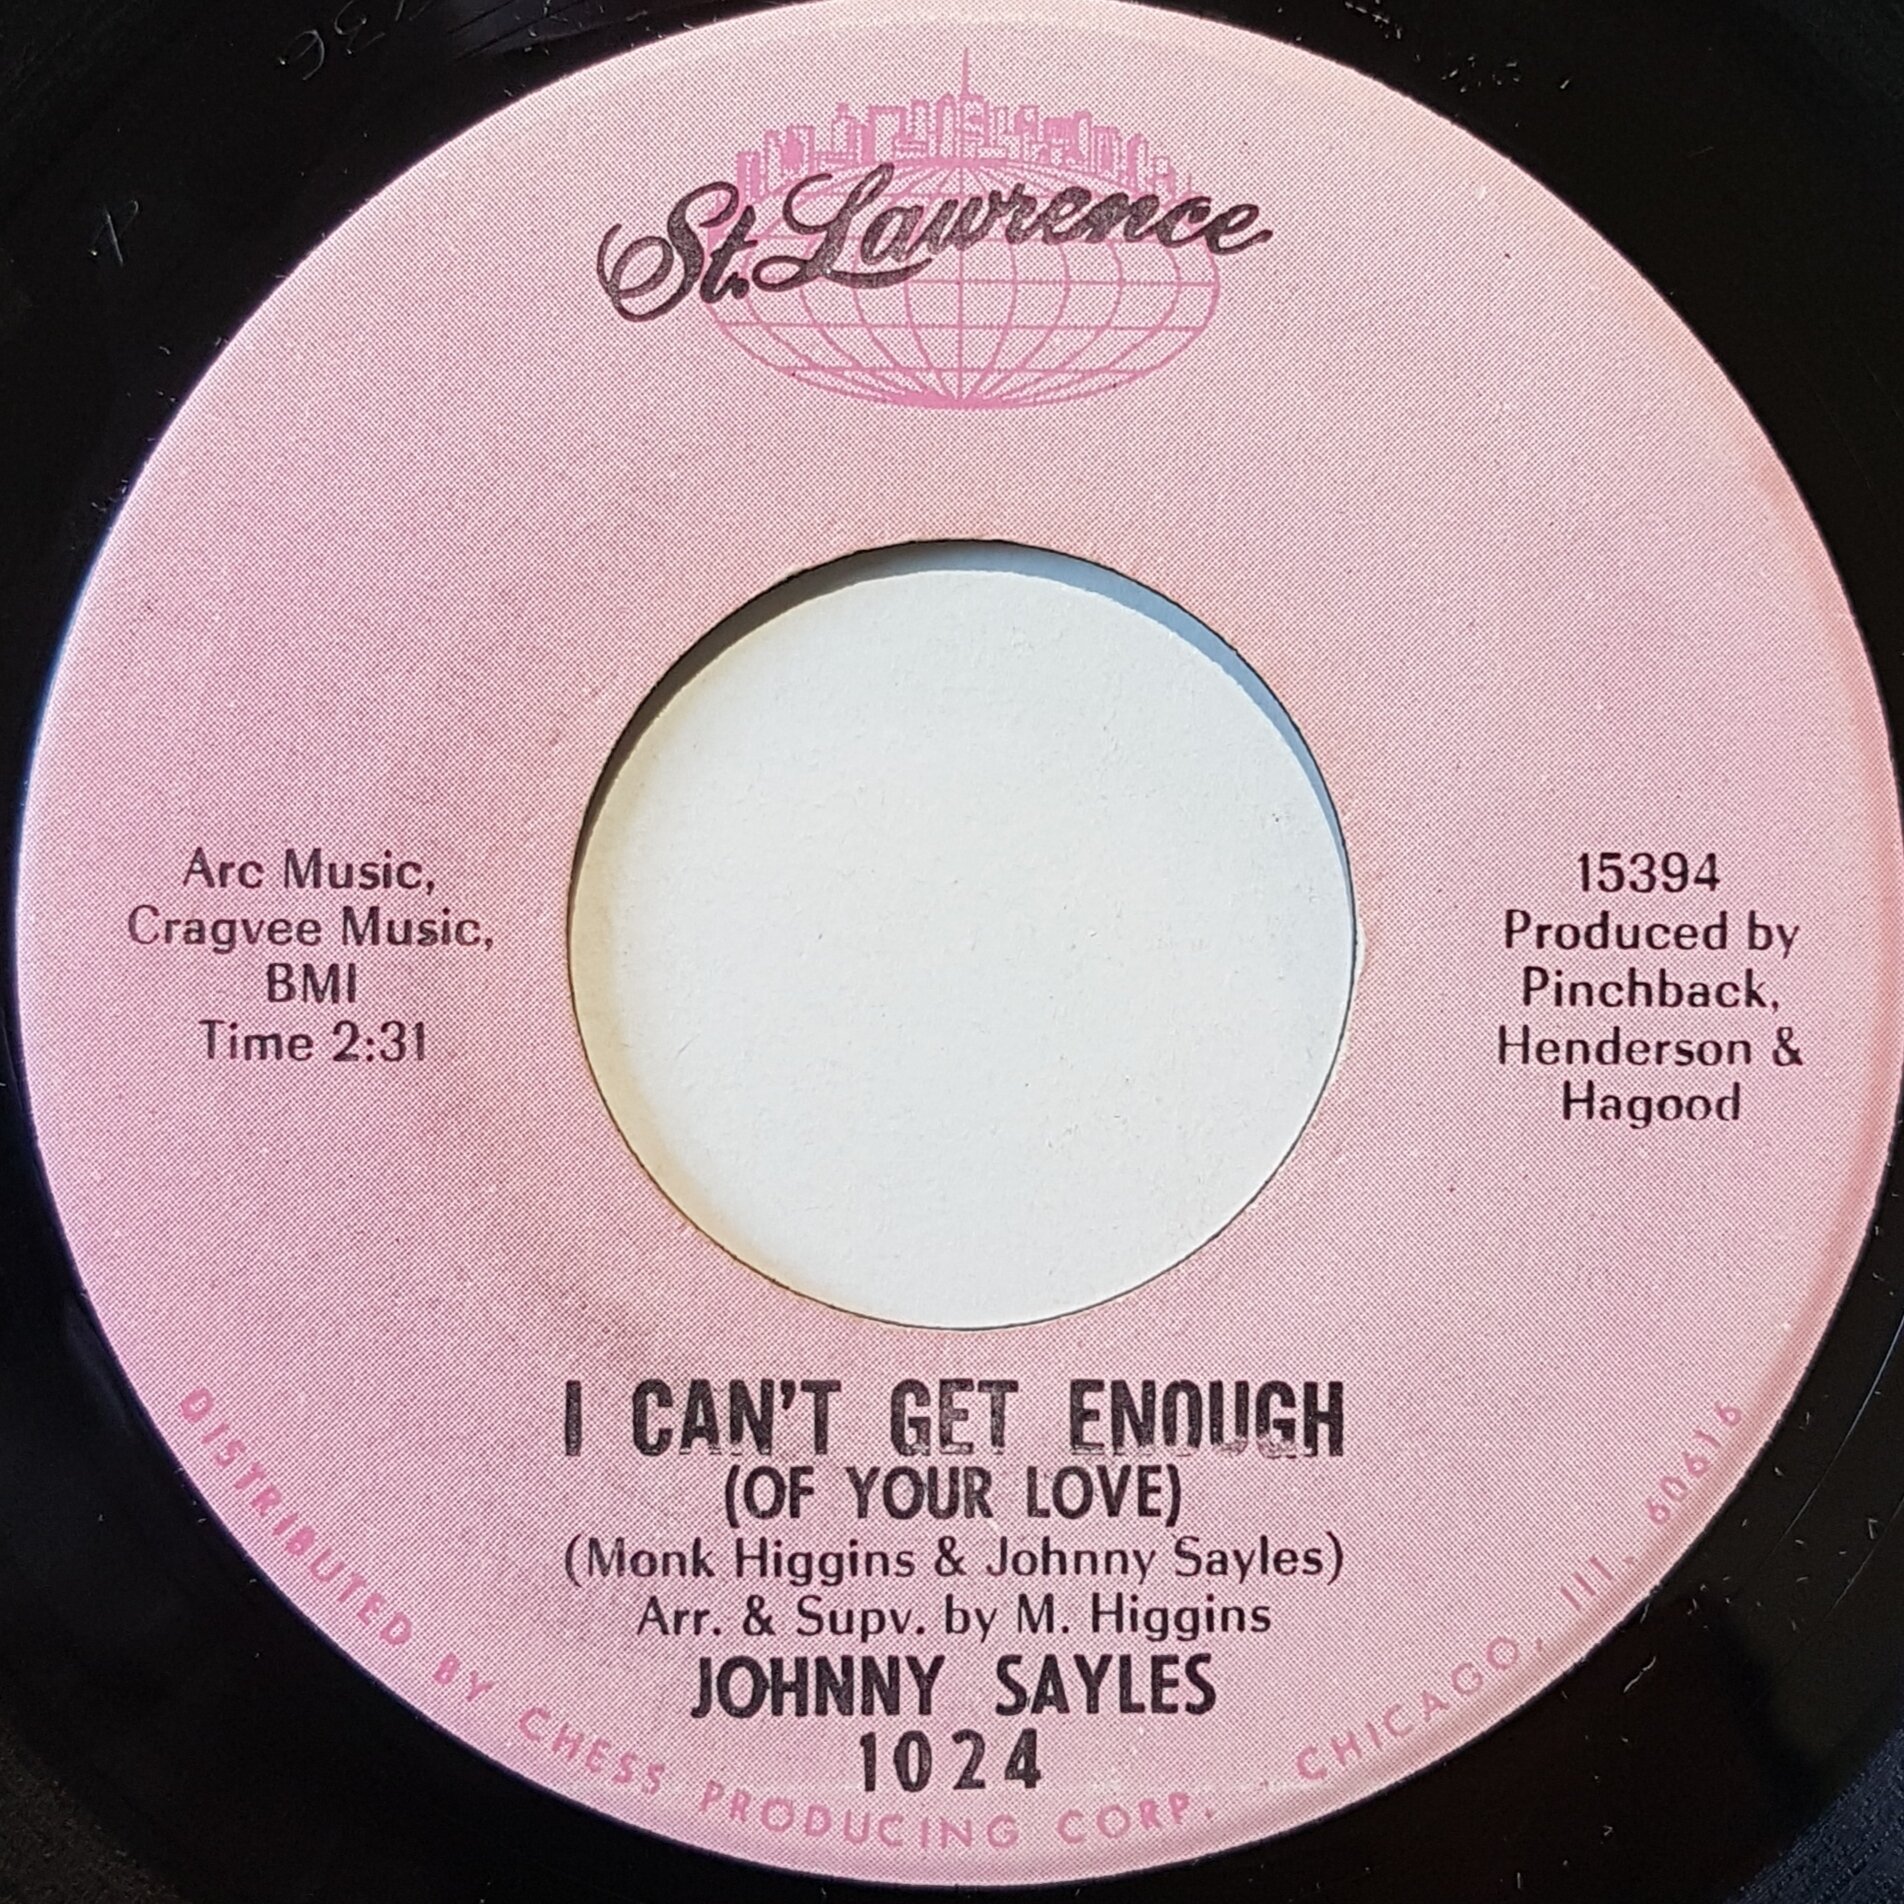 St. Lawrence
Arc Music,
Cragvee Music,
BMI
Time 2:31
15394
Produced by
Pinchback,
Henderson &
Hagood
I CAN'T GET ENOUGH
(OF YOUR LOVE)
(Monk Higgins & Johnny Sayles)
Arr. & Supv. by M. Higgins
JOHNNY SAYLES
1024
DISTRIBUTED BY CHESS PRODUCING CORP. CHICAGO, III. 60616